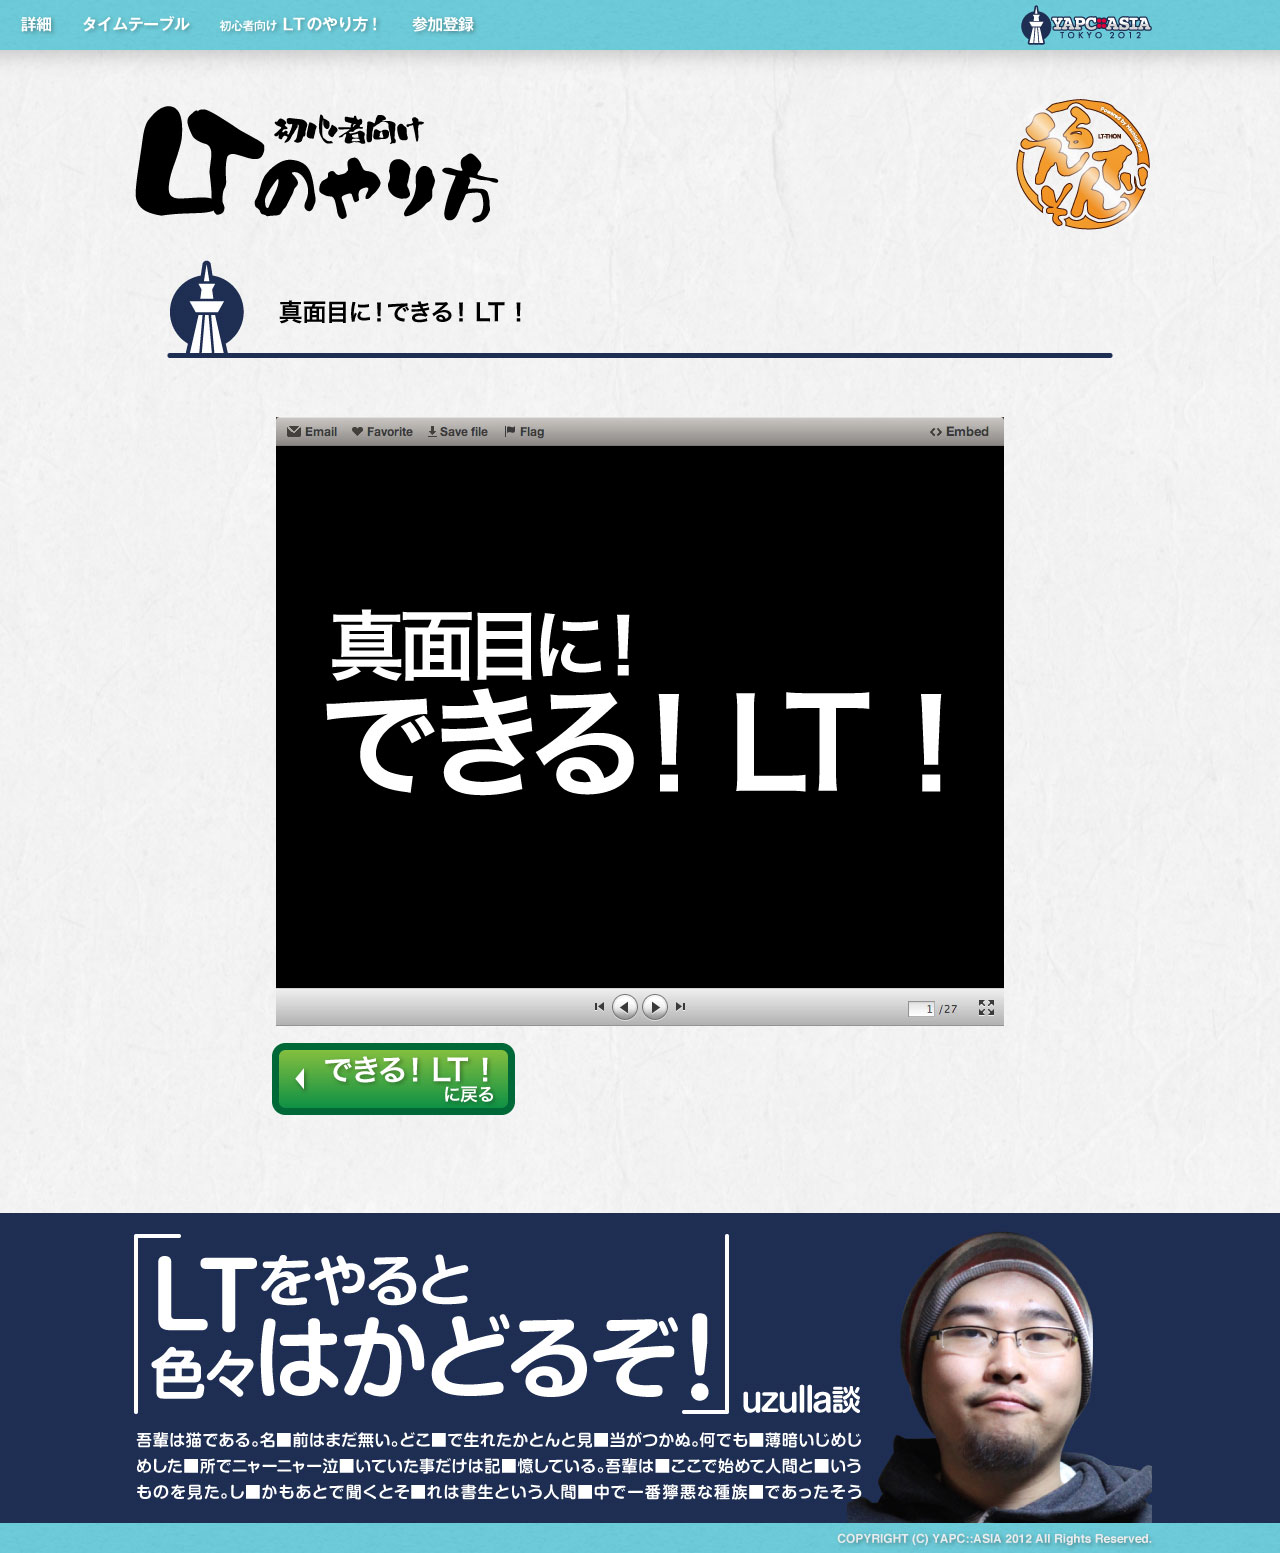 詳細 タイムテーブル 初心者向け LTのやり方！ 参加登録
YAPC::ASIA
TOKYO 2012
初心者向け
LTのやり方
Powered by
LT-THON
えるてぃそん
真面目に！できる！LT！
Email Favorite Save file Flag Embed
真面目に！
できる！LT！
1 /27
できる！LT！
に戻る
LTをやると
色々はかどるぞ！
uzulla談
吾輩は猫である。名■前はまだ無い。どこ■で生れたかとんと見■当がつかぬ。何でも■薄暗いじめじ
めした■所でニャーニャー泣■いていた事だけは記■憶している。吾輩は■ここで始めて人間と■いう
ものを見た。し■かもあとで聞くとそ■れは書生という人間■中で一番獰悪な種族■であったそう
COPYRIGHT (C) YAPC::ASIA 2012 All Rights Reserved.